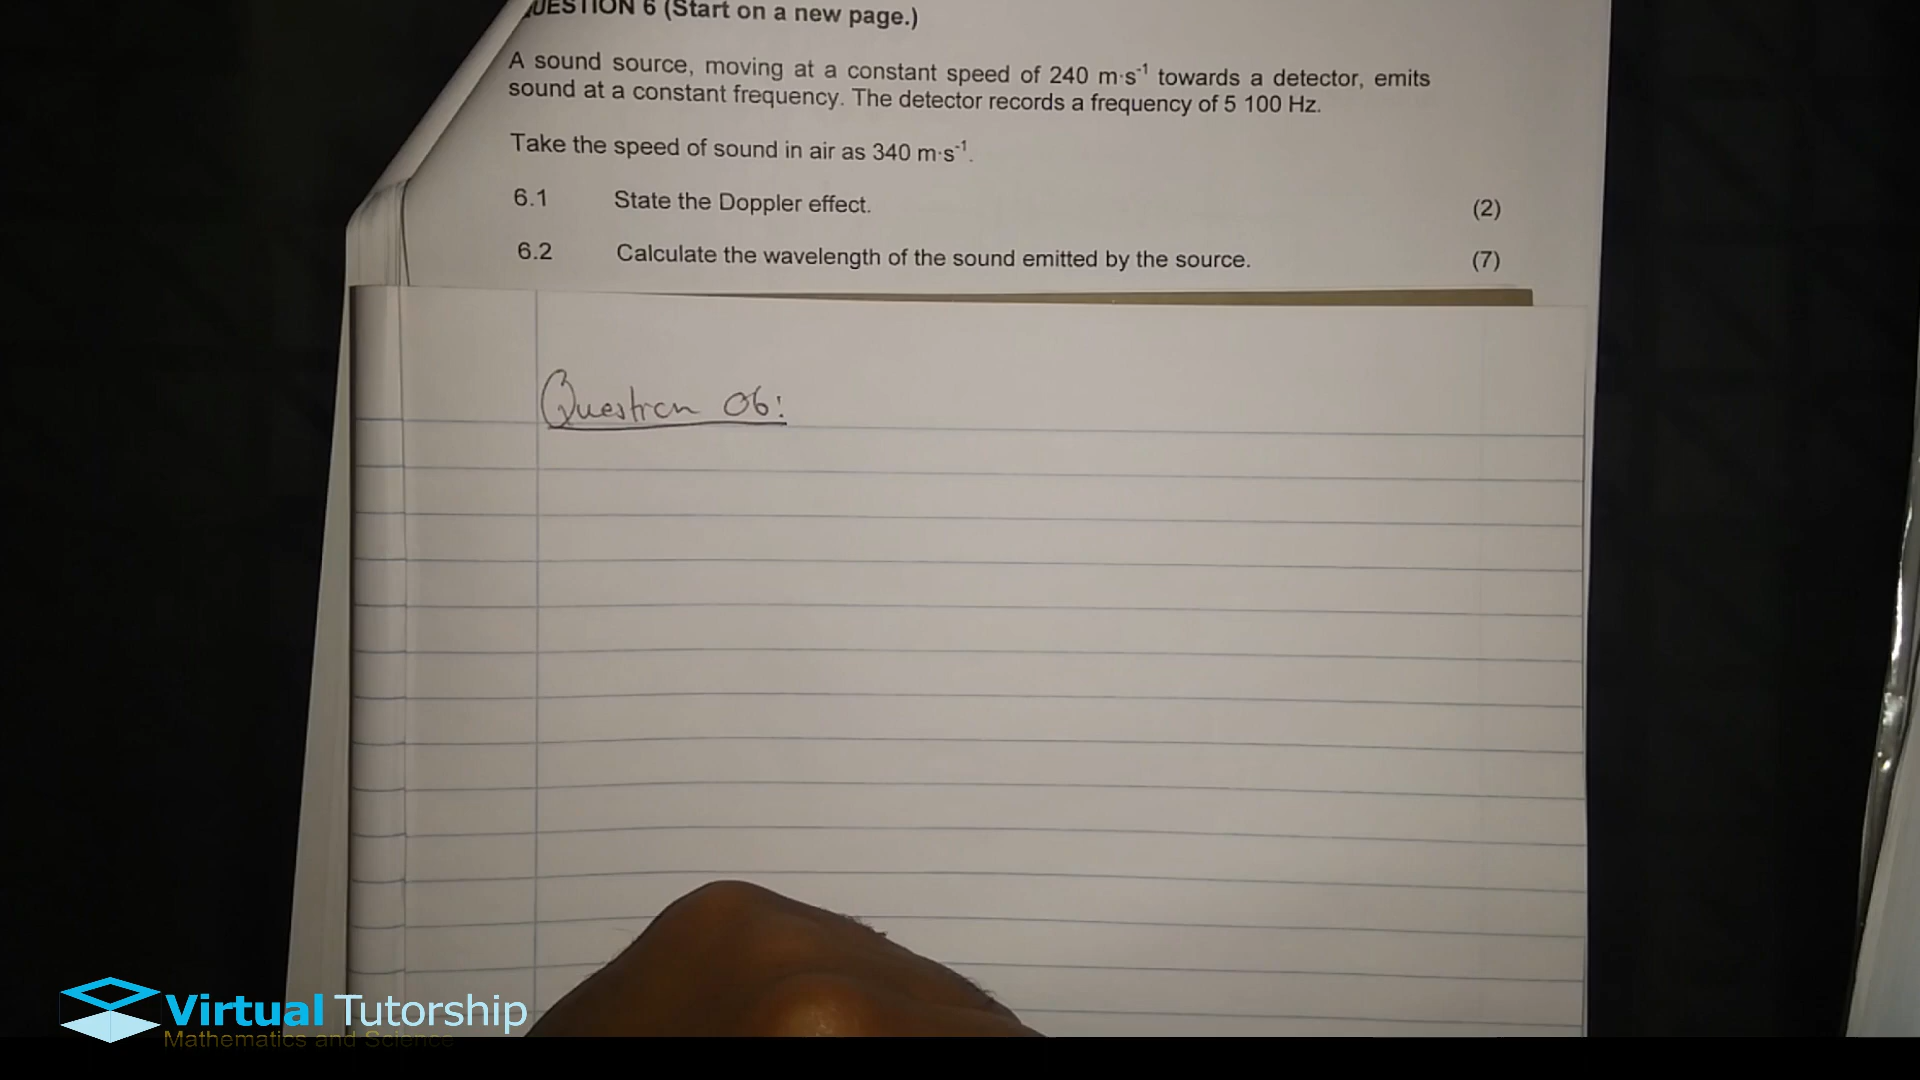 QUESTION 6 (Start on a new page.)
A sound source, moving at a constant speed of 240 m·s⁻¹ towards a detector, emits
sound at a constant frequency. The detector records a frequency of 5 100 Hz.
Take the speed of sound in air as 340 m·s⁻¹.
6.1 State the Doppler effect. (2)
6.2 Calculate the wavelength of the sound emitted by the source. (7)
Question 06:
Virtual Tutorship
Mathematics and Science